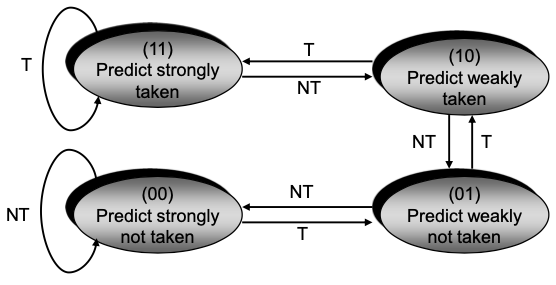 T
(11)
Predict strongly
taken
T
NT
(10)
Predict weakly
taken
NT
T
NT
(00)
Predict strongly
not taken
NT
T
(01)
Predict weakly
not taken